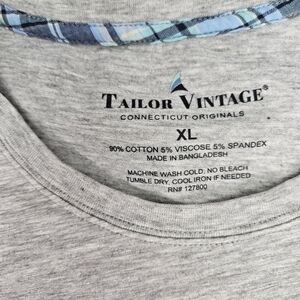 TAILOR VINTAGE®
CONNECTICUT ORIGINALS
XL
90% COTTON 5% VISCOSE 5% SPANDEX
MADE IN BANGLADESH
MACHINE WASH COLD, NO BLEACH
TUMBLE DRY, COOL IRON IF NEEDED
RN# 127800